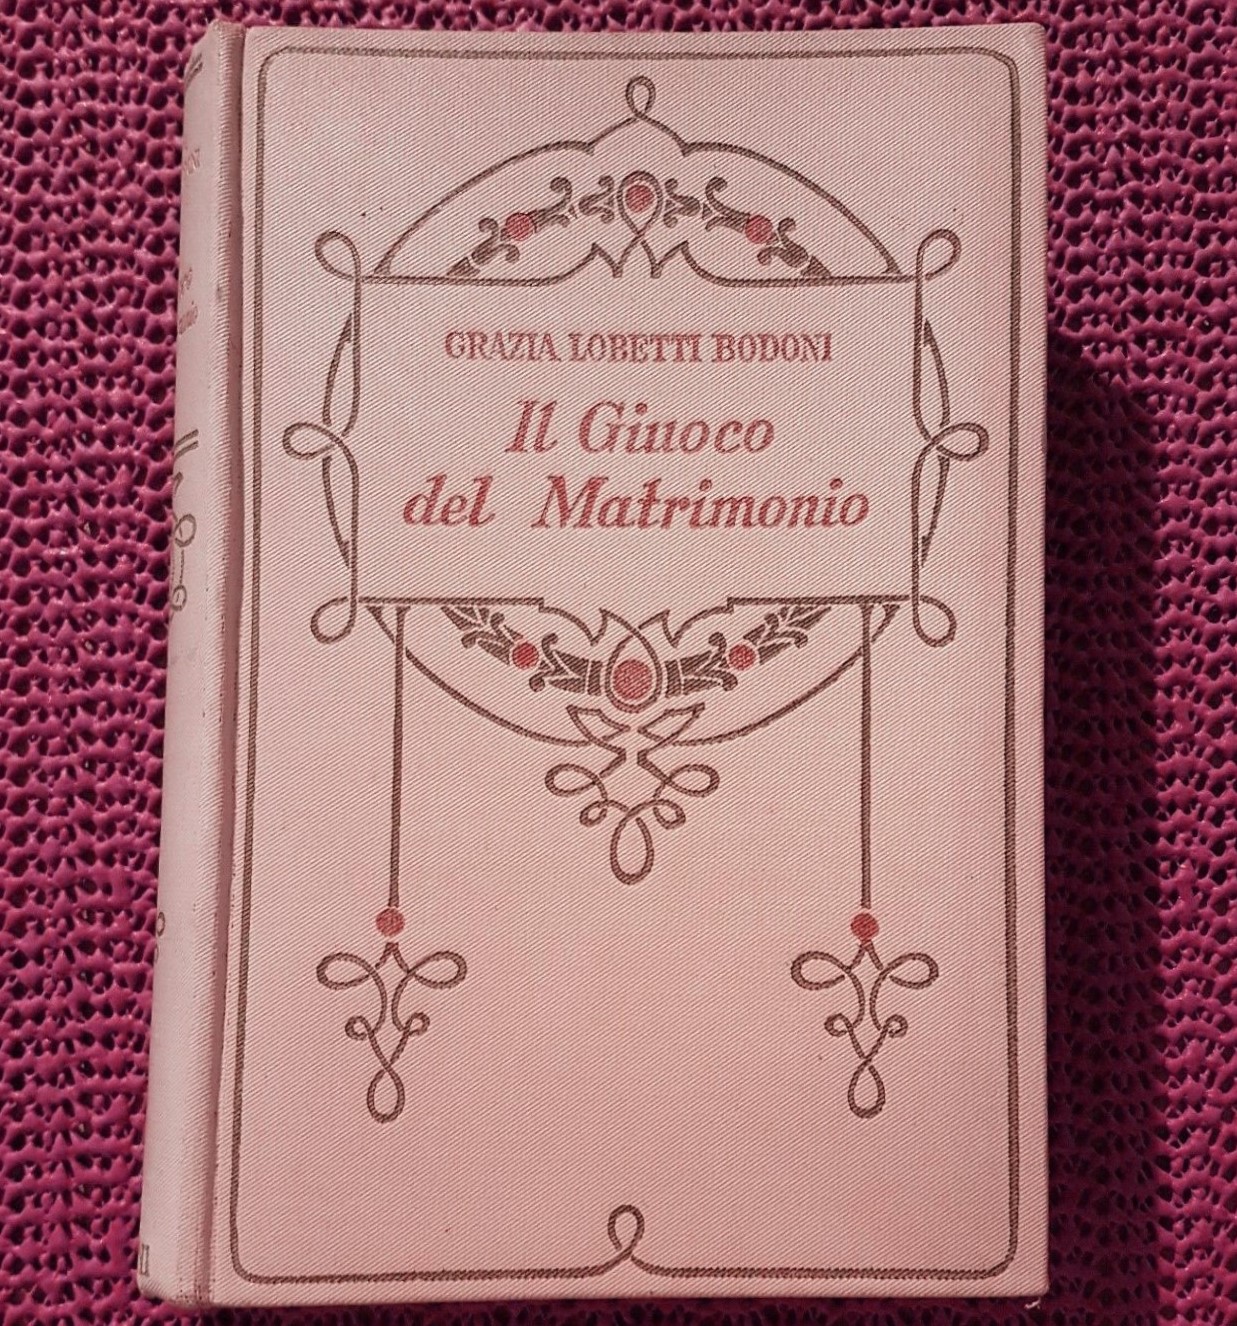 GRAZIA LOBETTI BODONI
Il Giuoco
del Matrimonio